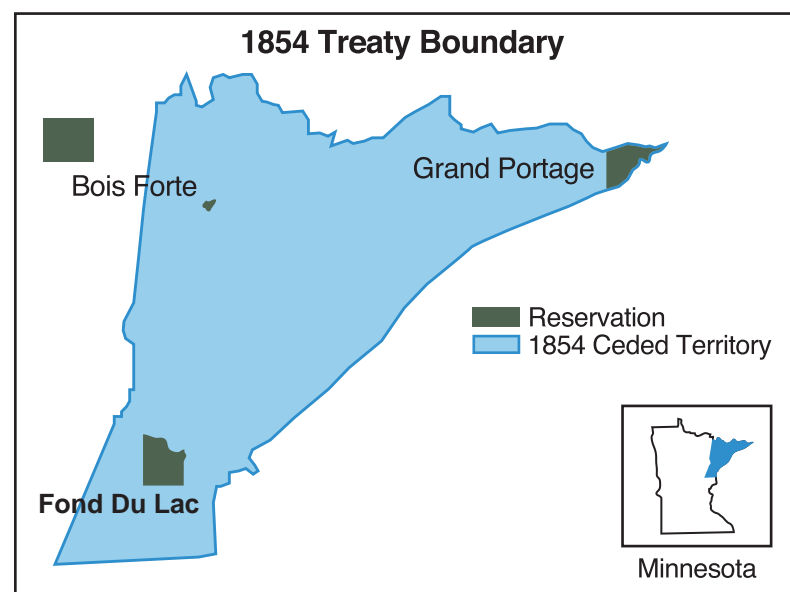 1854 Treaty Boundary
Grand Portage
Bois Forte
Reservation
1854 Ceded Territory
Fond Du Lac
Minnesota